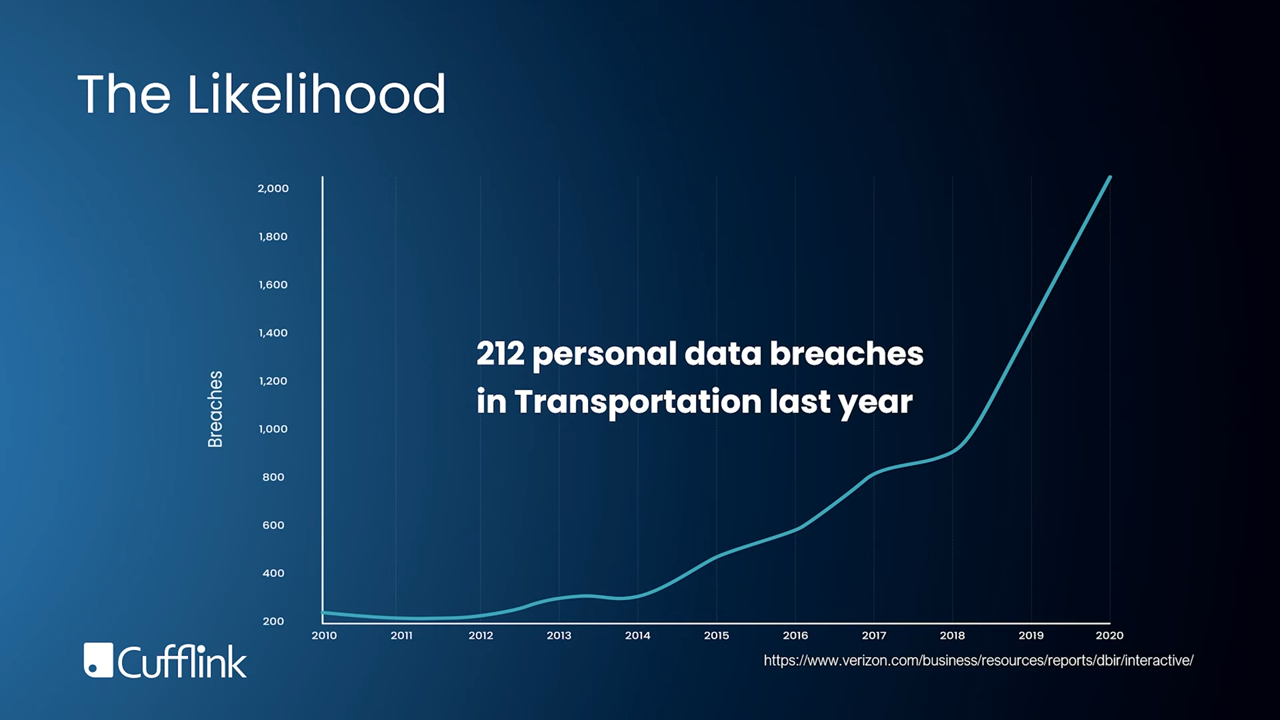 The Likelihood
2,000
1,800
1,600
1,400
1,200
1,000
800
600
400
200
Breaches
212 personal data breaches
in Transportation last year
2010 2011 2012 2013 2014 2015 2016 2017 2018 2019 2020
Cufflink
https://www.verizon.com/business/resources/reports/dbir/interactive/